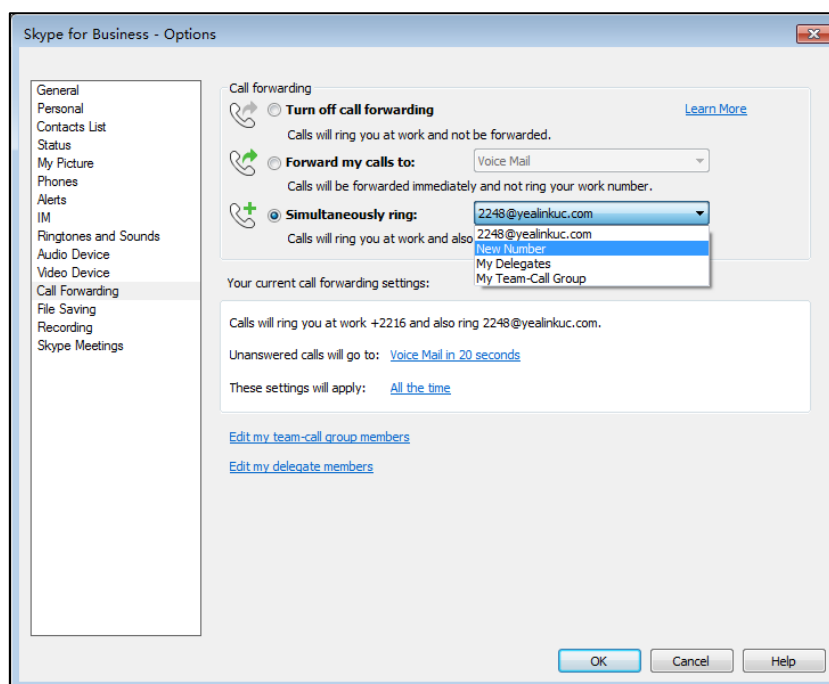 Skype for Business - Options
General
Personal
Contacts List
Status
My Picture
Phones
Alerts
IM
Ringtones and Sounds
Audio Device
Video Device
Call Forwarding
File Saving
Recording
Skype Meetings
Call forwarding
Turn off call forwarding
Learn More
Calls will ring you at work and not be forwarded.
Forward my calls to:
Voice Mail
Calls will be forwarded immediately and not ring your work number.
Simultaneously ring:
2248@yealinkuc.com
Calls will ring you at work and also
2248@yealinkuc.com
New Number
My Delegates
My Team-Call Group
Your current call forwarding settings:
Calls will ring you at work +2216 and also ring 2248@yealinkuc.com.
Unanswered calls will go to: Voice Mail in 20 seconds
These settings will apply: All the time
Edit my team-call group members
Edit my delegate members
OK
Cancel
Help